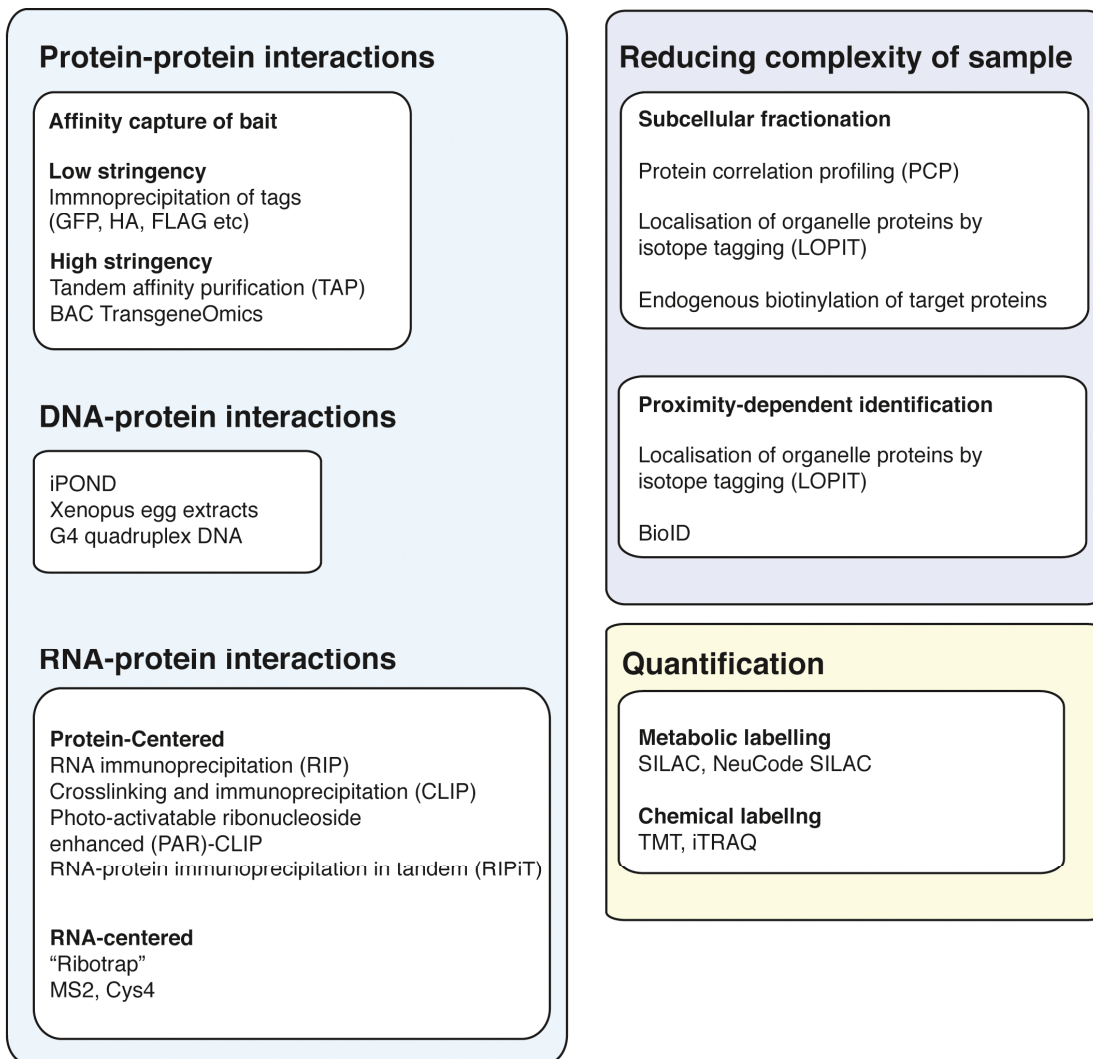 Protein-protein interactions
Affinity capture of bait
Low stringency
Immnoprecipitation of tags
(GFP, HA, FLAG etc)
High stringency
Tandem affinity purification (TAP)
BAC TransgeneOmics
DNA-protein interactions
iPOND
Xenopus egg extracts
G4 quadruplex DNA
RNA-protein interactions
Protein-Centered
RNA immunoprecipitation (RIP)
Crosslinking and immunoprecipitation (CLIP)
Photo-activatable ribonucleoside
enhanced (PAR)-CLIP
RNA-protein immunoprecipitation in tandem (RIPiT)
RNA-centered
“Ribotrap”
MS2, Cys4
Reducing complexity of sample
Subcellular fractionation
Protein correlation profiling (PCP)
Localisation of organelle proteins by
isotope tagging (LOPIT)
Endogenous biotinylation of target proteins
Proximity-dependent identification
Localisation of organelle proteins by
isotope tagging (LOPIT)
BioID
Quantification
Metabolic labelling
SILAC, NeuCode SILAC
Chemical labellng
TMT, iTRAQ